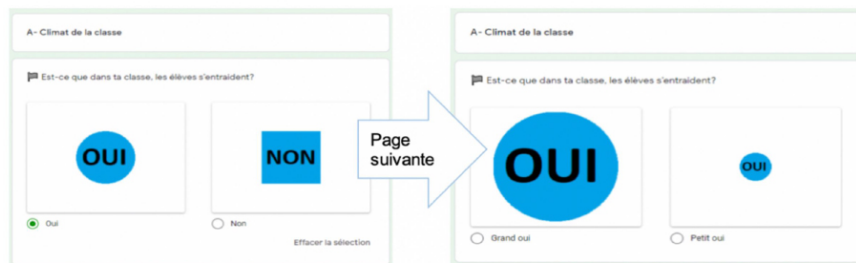 A- Climat de la classe
Est-ce que dans ta classe, les élèves s'entraident?
OUI
NON
Oui
Non
Effacer la sélection
Page
suivante
A- Climat de la classe
Est-ce que dans ta classe, les élèves s'entraident?
OUI
OUI
Grand oui
Petit oui